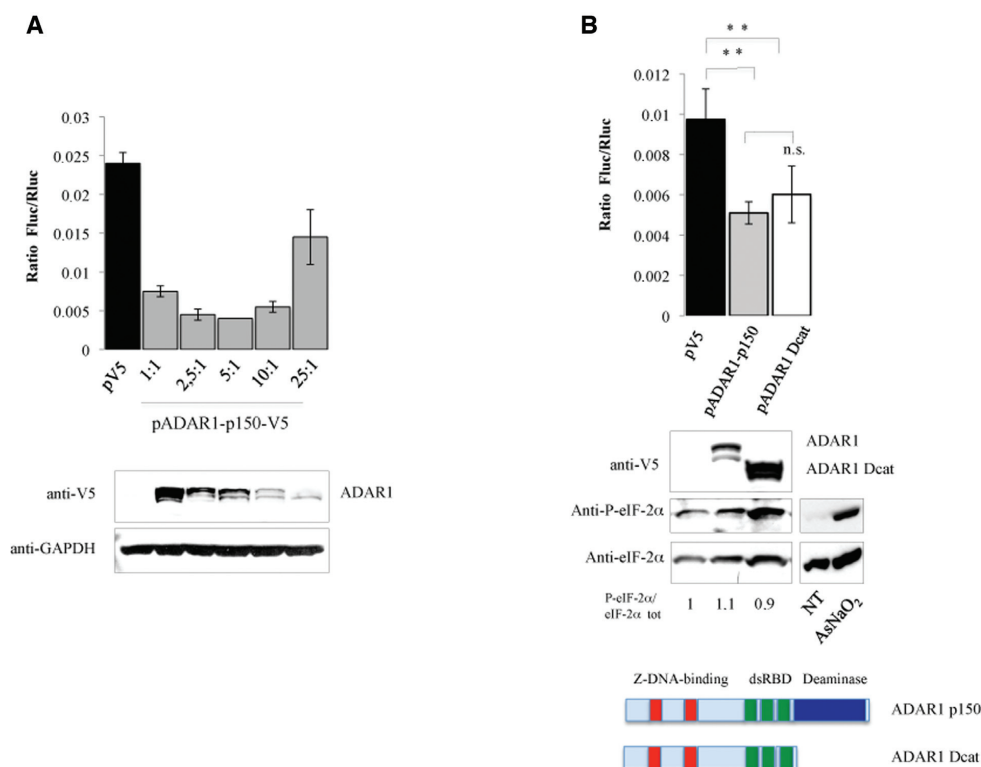 A
Ratio Fluc/Rluc
0.03
0.025
0.02
0.015
0.01
0.005
0
pV5
1:1
2,5:1
5:1
10:1
25:1
pADAR1-p150-V5
anti-V5
ADAR1
anti-GAPDH
B
* *
* *
n.s.
Ratio Fluc/Rluc
0.012
0.01
0.008
0.006
0.004
0.002
0
pV5
pADAR1-p150
pADAR1 Dcat
anti-V5
ADAR1
ADAR1 Dcat
Anti-P-eIF-2α
Anti-eIF-2α
P-eIF-2α/
eIF-2α tot
1 1.1 0.9
NT
AsNaO₂
Z-DNA-binding dsRBD Deaminase
ADAR1 p150
ADAR1 Dcat